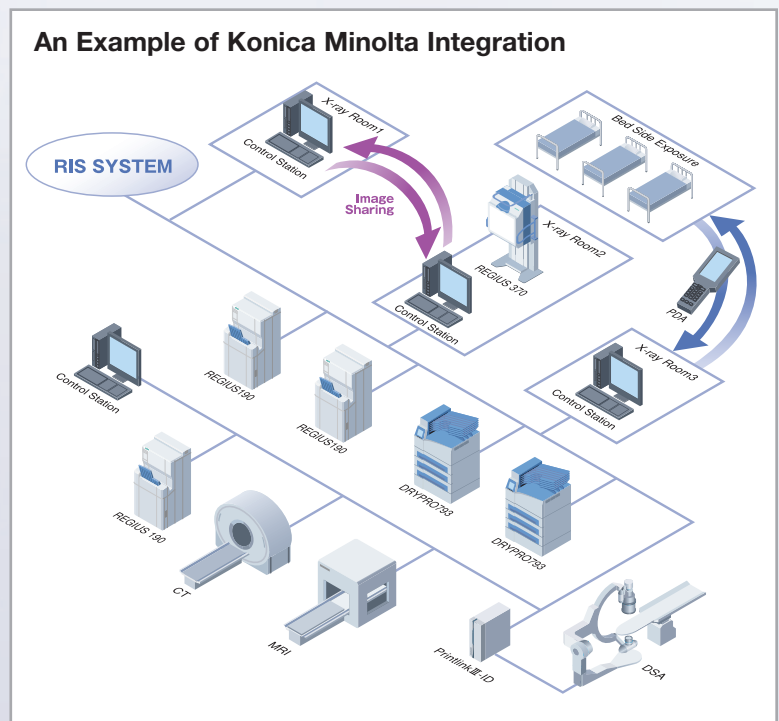 An Example of Konica Minolta Integration
X-ray Room1
Control Station
RIS SYSTEM
Bed Side Exposure
Image
Sharing
X-ray Room2
REGIUS 370
Control Station
PDA
X-ray Room3
Control Station
Control Station
REGIUS190
REGIUS190
DRYPRO793
DRYPRO793
REGIUS 190
CT
MRI
PrintlinkⅢ-ID
DSA